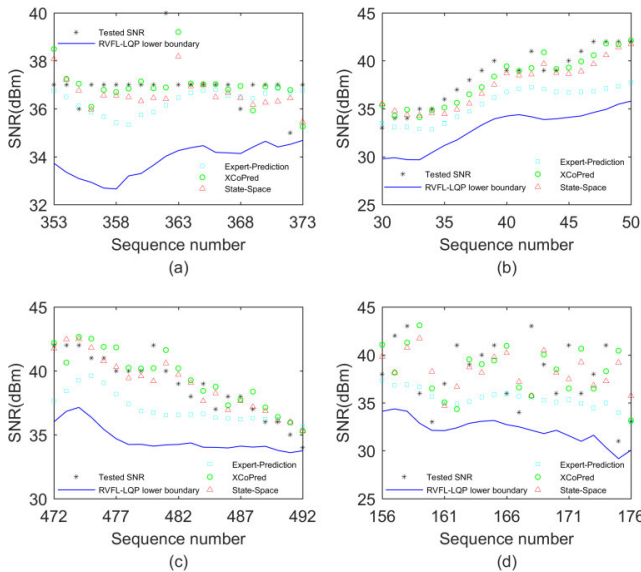 40
38
36
34
32
SNR(dBm)
* Tested SNR
RVFL-LQP lower boundary
Expert-Prediction
XCoPred
State-Space
353 358 363 368 373
Sequence number
(a)
45
40
35
30
25
SNR(dBm)
Expert-Prediction
* Tested SNR XCoPred
RVFL-LQP lower boundary State-Space
30 35 40 45 50
Sequence number
(b)
45
40
35
30
SNR(dBm)
Expert-Prediction
* Tested SNR XCoPred
RVFL-LQP lower boundary State-Space
472 477 482 487 492
Sequence number
(c)
45
40
35
30
25
SNR(dBm)
Expert-Prediction
* Tested SNR XCoPred
RVFL-LQP lower boundary State-Space
156 161 166 171 176
Sequence number
(d)